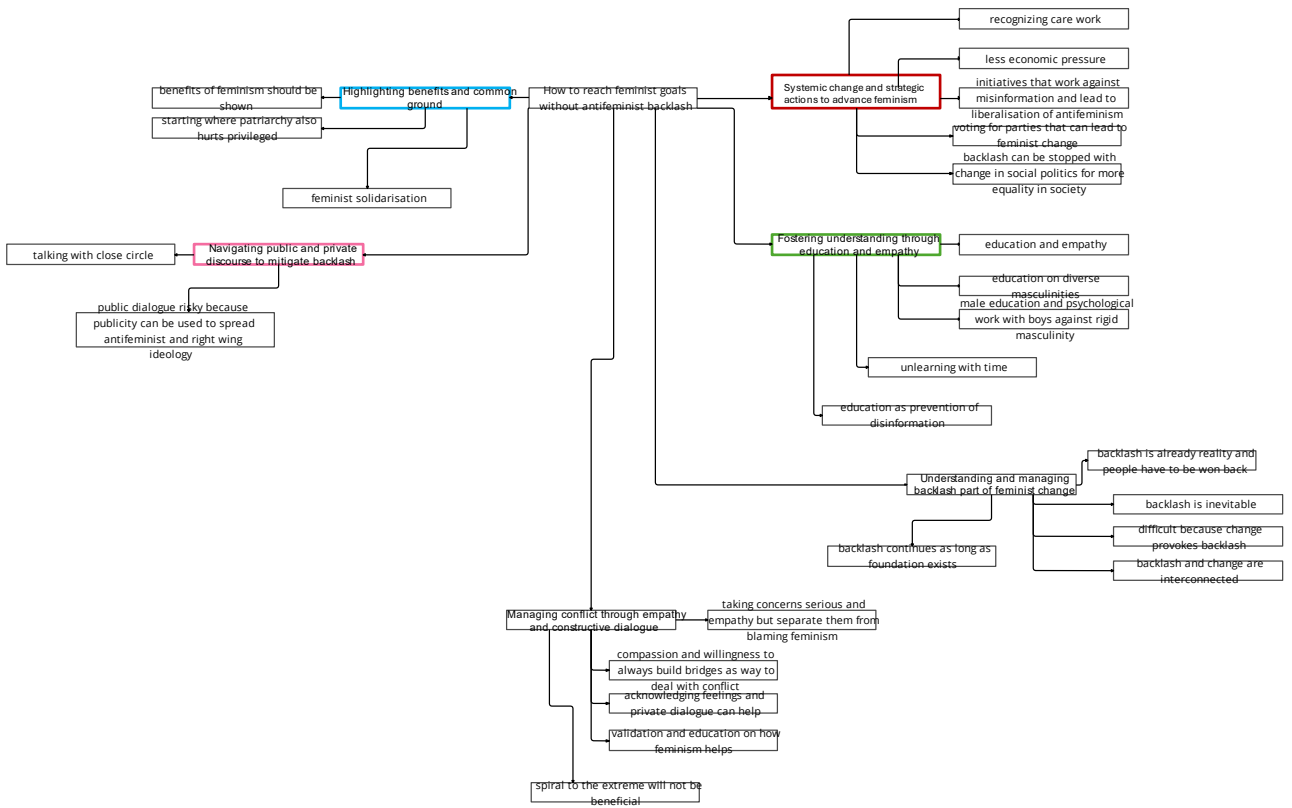 recognizing care work
less economic pressure
benefits of feminism should be
shown
Highlighting benefits and common
ground
How to reach feminist goals
without antifeminist backlash
Systemic change and strategic
actions to advance feminism
initiatives that work against
misinformation and lead to
liberalisation of antifeminism
starting where patriarchy also
hurts privileged
voting for parties that can lead to
feminist change
backlash can be stopped with
change in social politics for more
equality in society
feminist solidarisation
talking with close circle
Navigating public and private
discourse to mitigate backlash
Fostering understanding through
education and empathy
education and empathy
education on diverse
masculinities
public dialogue risky because
publicity can be used to spread
antifeminist and right wing
ideology
male education and psychological
work with boys against rigid
masculinity
unlearning with time
education as prevention of
disinformation
backlash is already reality and
people have to be won back
Understanding and managing
backlash part of feminist change
backlash is inevitable
difficult because change
provokes backlash
backlash continues as long as
foundation exists
backlash and change are
interconnected
Managing conflict through empathy
and constructive dialogue
taking concerns serious and
empathy but separate them from
blaming feminism
compassion and willingness to
always build bridges as way to
deal with conflict
acknowledging feelings and
private dialogue can help
validation and education on how
feminism helps
spiral to the extreme will not be
beneficial